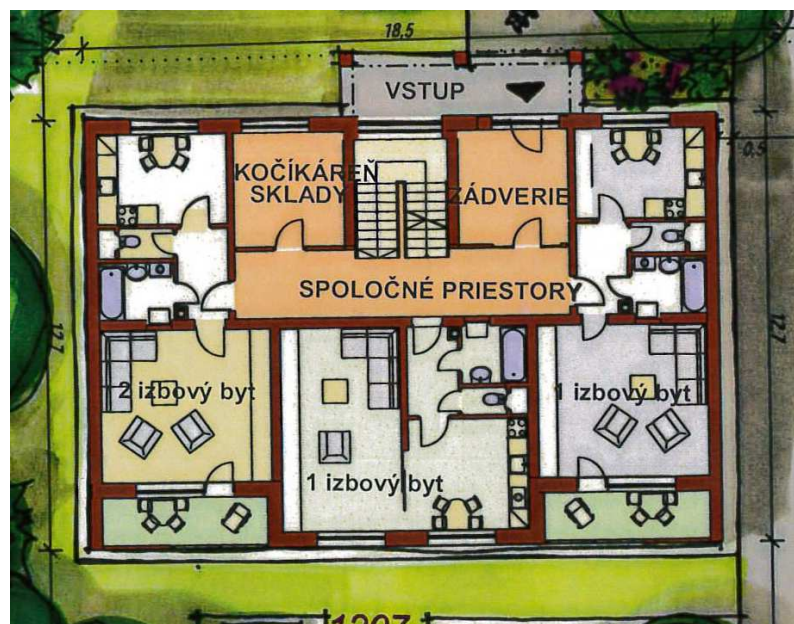 18,5
VSTUP
0,5
KOČÍKÁREŇ
SKLADY
ZÁDVERIE
SPOLOČNÉ PRIESTORY
12,7
12,7
2 izbový byt
1 izbový byt
1 izbový byt